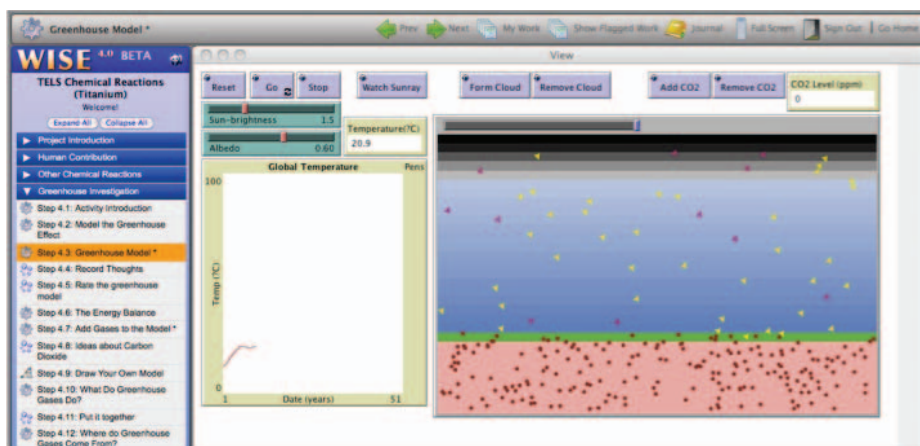 Greenhouse Model *
Prev
Next
My Work
Show Flagged Work
Journal
Full Screen
Sign Out
Go Home
WISE 4.0 BETA
TELS Chemical Reactions
(Titanium)
Welcome!
Expand All
Collapse All
Project Introduction
Human Contribution
Other Chemical Reactions
Greenhouse Investigation
Step 4.1: Activity Introduction
Step 4.2: Model the Greenhouse
Effect
Step 4.3: Greenhouse Model *
Step 4.4: Record Thoughts
Step 4.5: Rate the greenhouse
model
Step 4.6: The Energy Balance
Step 4.7: Add Gases to the Model *
Step 4.8: Ideas about Carbon
Dioxide
Step 4.9: Draw Your Own Model
Step 4.10: What Do Greenhouse
Gases Do?
Step 4.11: Put it together
Step 4.12: Where do Greenhouse
Gases Come From?
View
Reset
Go
Stop
Watch Sunray
Form Cloud
Remove Cloud
Add CO2
Remove CO2
CO2 Level (ppm)
0
Sun-brightness 1.5
Albedo 0.60
Temperature(?C)
20.9
Global Temperature
Pens
100
Temp (?C)
0
1
Date (years)
51